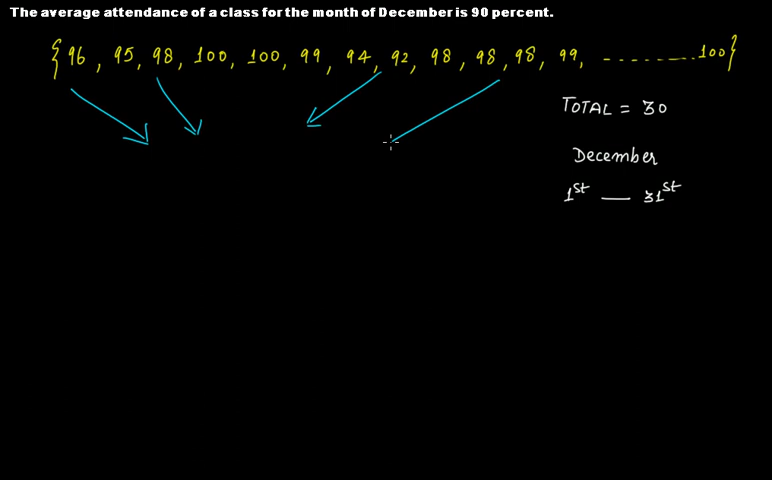 The average attendance of a class for the month of December is 90 percent.
{96, 95, 98, 100, 100, 99, 94, 92, 98, 98, 98, 99, ---------100}
TOTAL = 30
December
1st — 31st